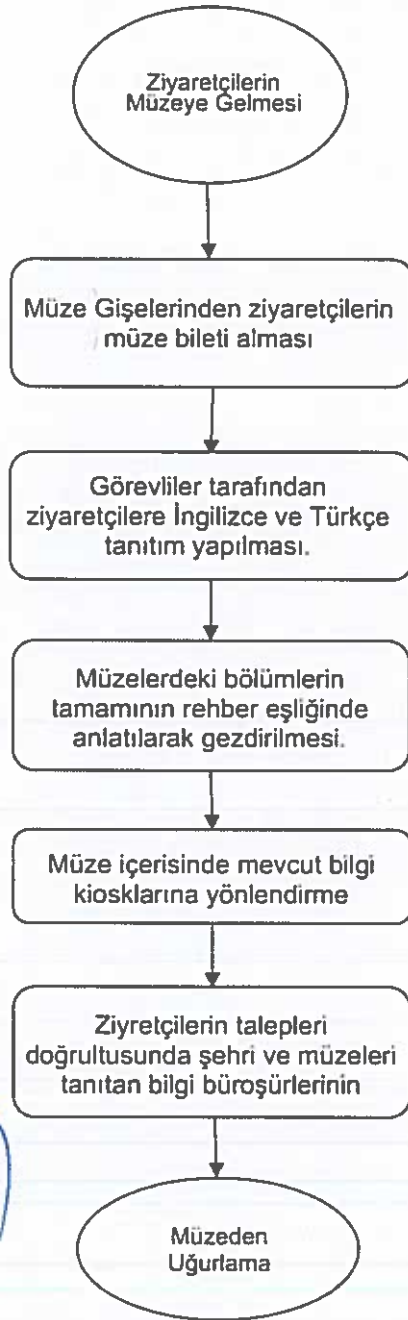 Ziyaretçilerin
Müzeye Gelmesi
Müze Gişelerinden ziyaretçilerin
müze bileti alması
Görevliler tarafından
ziyaretçilere İngilizce ve Türkçe
tanıtım yapılması.
Müzelerdeki bölümlerin
tamamının rehber eşliğinde
anlatılarak gezdirilmesi.
Müze içerisinde mevcut bilgi
kiosklarına yönlendirme
Ziyretçilerin talepleri
doğrultusunda şehri ve müzeleri
tanıtan bilgi büroşürlerinin
Müzeden
Uğurlama